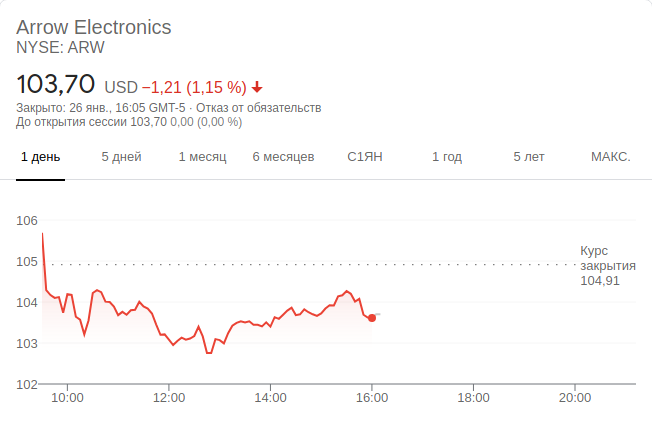 Arrow Electronics
NYSE: ARW
103,70 USD −1,21 (1,15 %)
Закрыто: 26 янв., 16:05 GMT-5 · Отказ от обязательств
До открытия сессии 103,70 0,00 (0,00 %)
1 день 5 дней 1 месяц 6 месяцев С1ЯН 1 год 5 лет МАКС.
106
105
104
103
102
Курс
закрытия
104,91
10:00 12:00 14:00 16:00 18:00 20:00